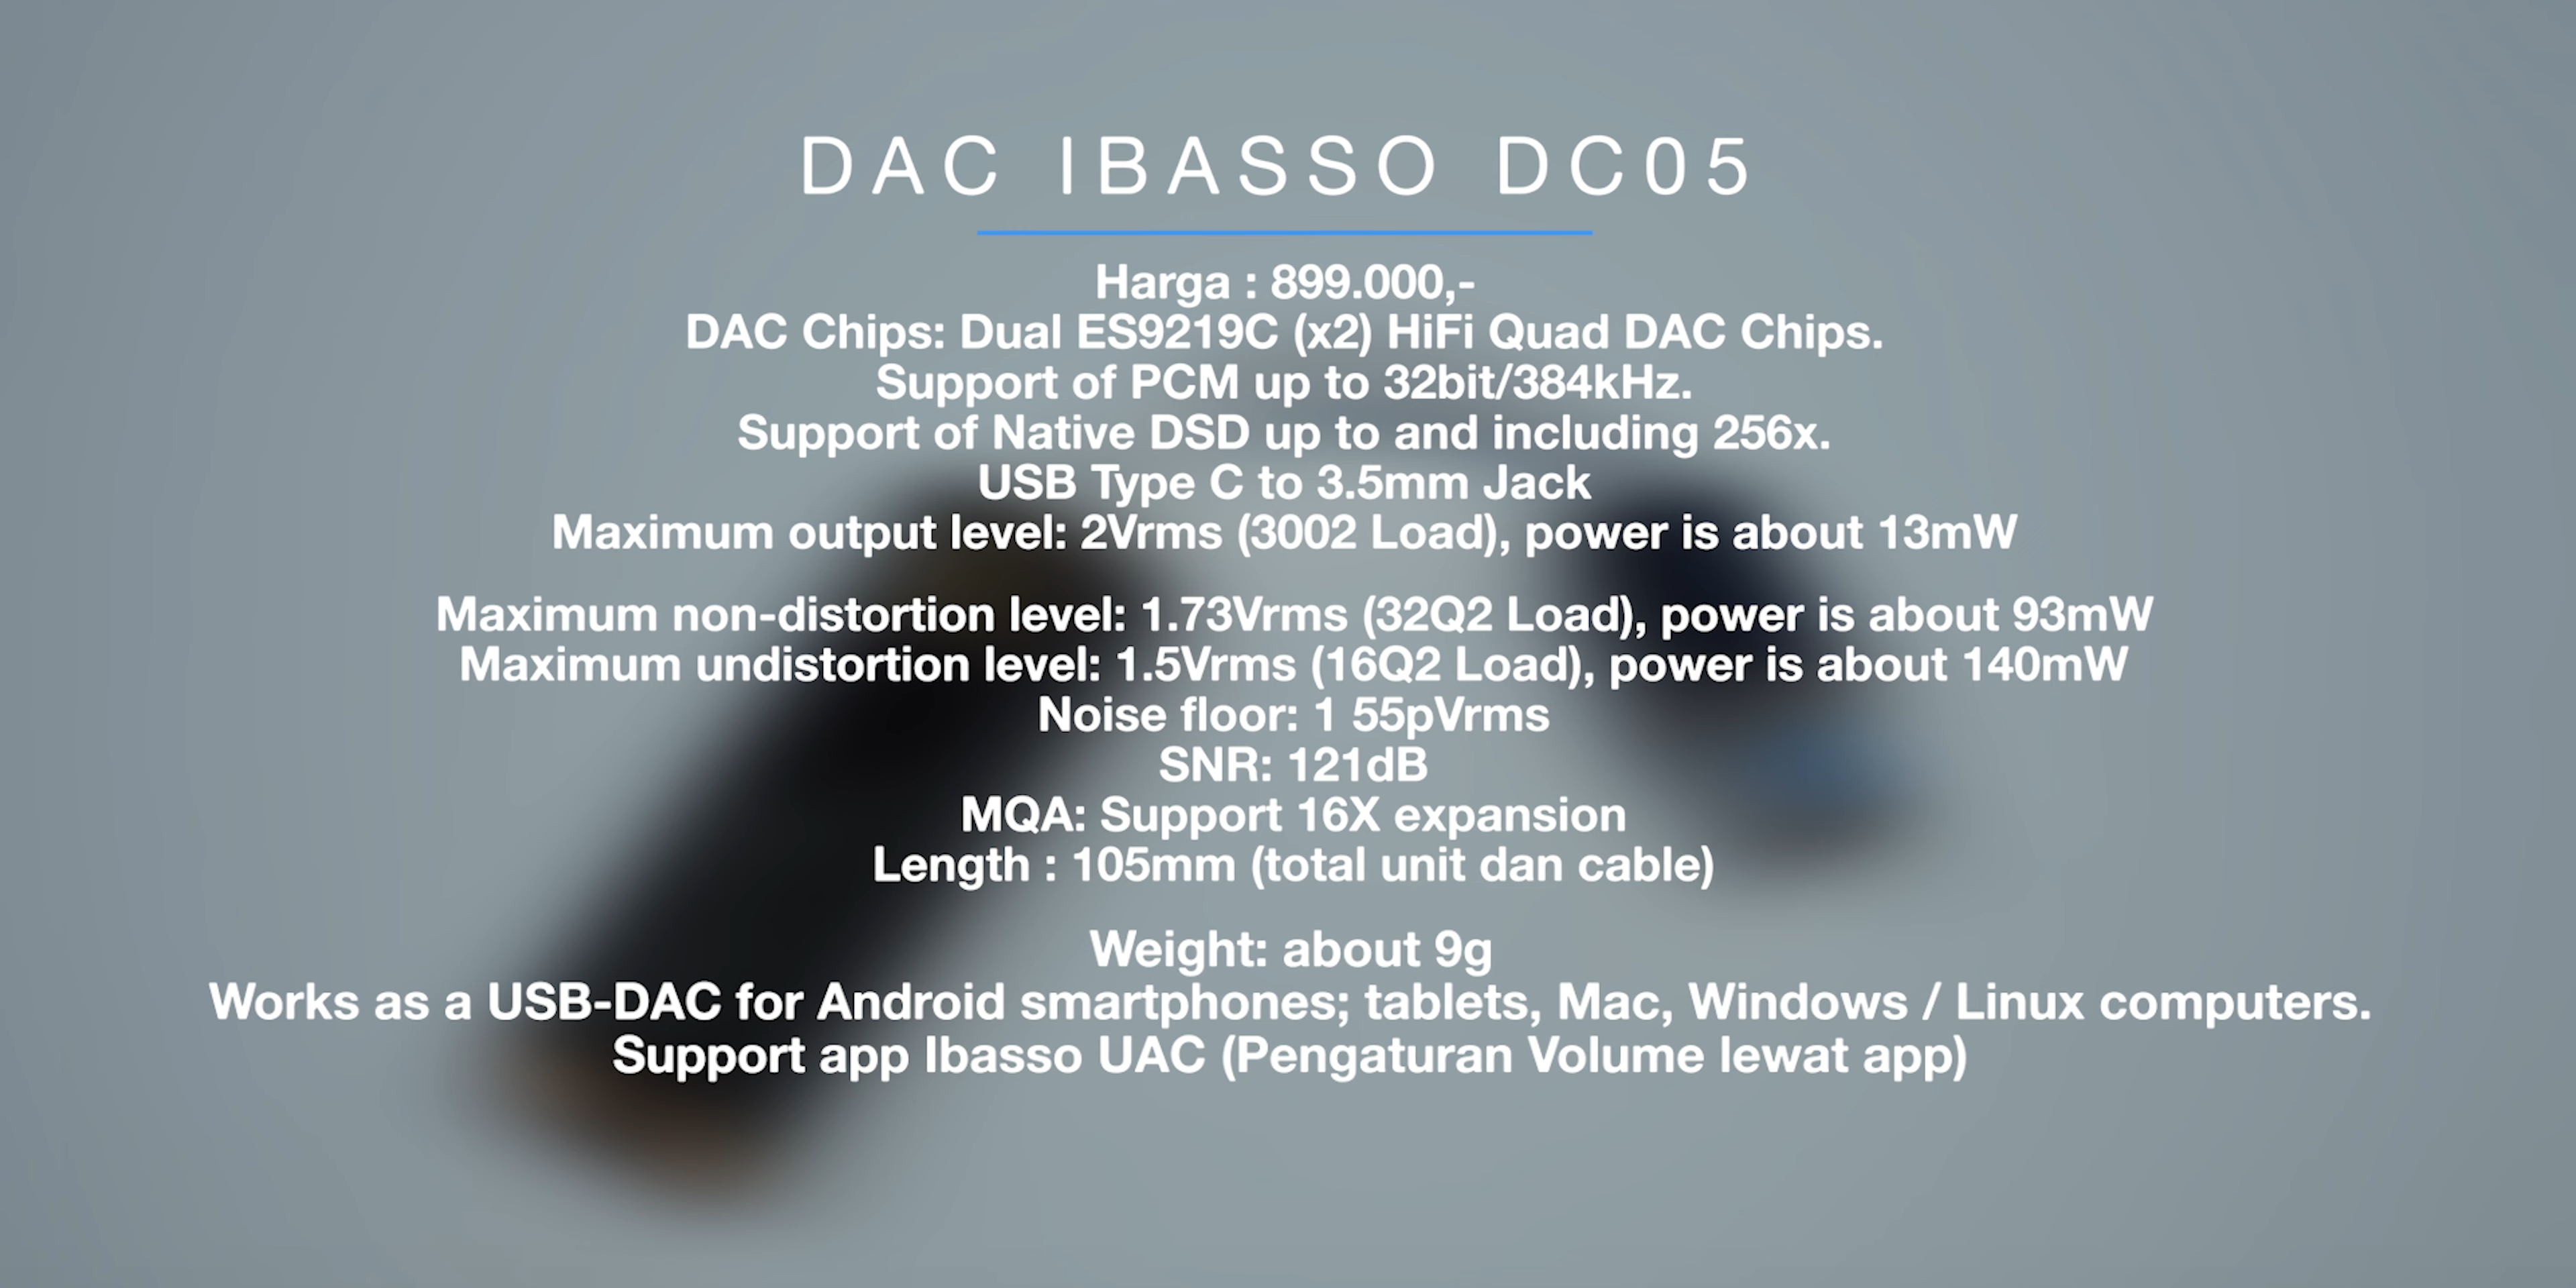 DAC IBASSO DC05
Harga : 899.000,-
DAC Chips: Dual ES9219C (x2) HiFi Quad DAC Chips.
Support of PCM up to 32bit/384kHz.
Support of Native DSD up to and including 256x.
USB Type C to 3.5mm Jack
Maximum output level: 2Vrms (3002 Load), power is about 13mW
Maximum non-distortion level: 1.73Vrms (32Q2 Load), power is about 93mW
Maximum undistortion level: 1.5Vrms (16Q2 Load), power is about 140mW
Noise floor: 1 55pVrms
SNR: 121dB
MQA: Support 16X expansion
Length : 105mm (total unit dan cable)
Weight: about 9g
Works as a USB-DAC for Android smartphones; tablets, Mac, Windows / Linux computers.
Support app Ibasso UAC (Pengaturan Volume lewat app)